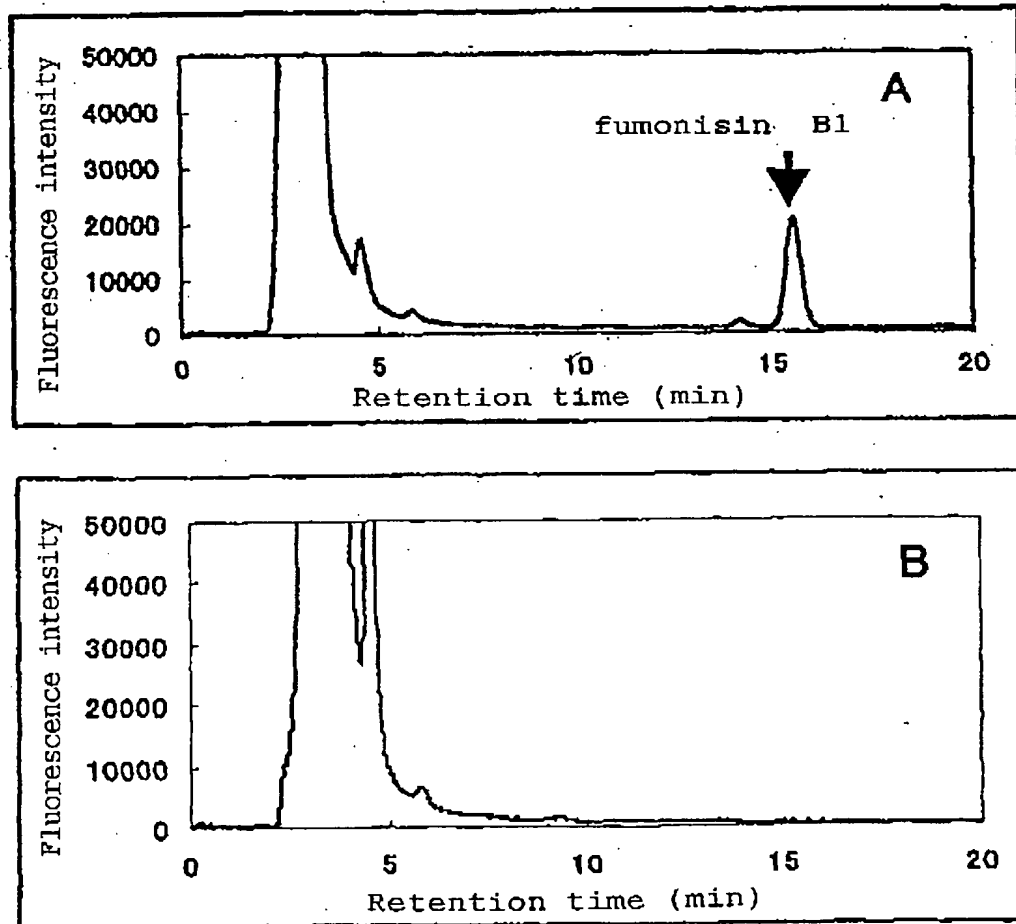 A
fumonisin B1
Fluorescence intensity
50000
40000
30000
20000
10000
0
0 5 10 15 20
Retention time (min)
B
Fluorescence intensity
50000
40000
30000
20000
10000
0
0 5 10 15 20
Retention time (min)